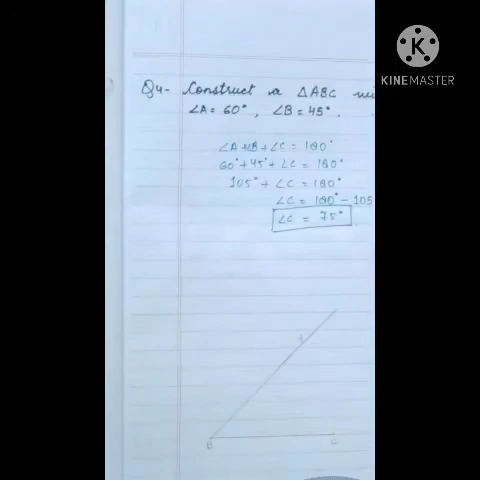 KINEMASTER
Q4- Construct a ΔABC
∠A = 60°, ∠B = 45°.
∠A+∠B+∠C = 180°
60°+45°+∠C = 180°
105° + ∠C = 180°
∠C = 180° - 105
∠C = 75°
B C